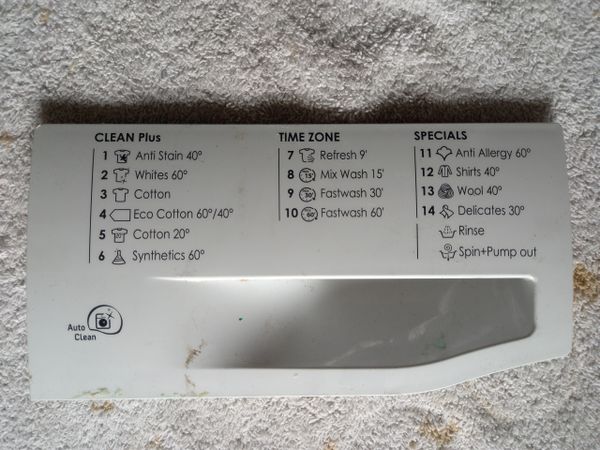 CLEAN Plus
1 Anti Stain 40°
2 Whites 60°
3 Cotton
4 Eco Cotton 60°/40°
5 Cotton 20°
6 Synthetics 60°
TIME ZONE
7 Refresh 9'
8 Mix Wash 15'
9 Fastwash 30'
10 Fastwash 60'
SPECIALS
11 Anti Allergy 60°
12 Shirts 40°
13 Wool 40°
14 Delicates 30°
Rinse
Spin+Pump out
Auto
Clean